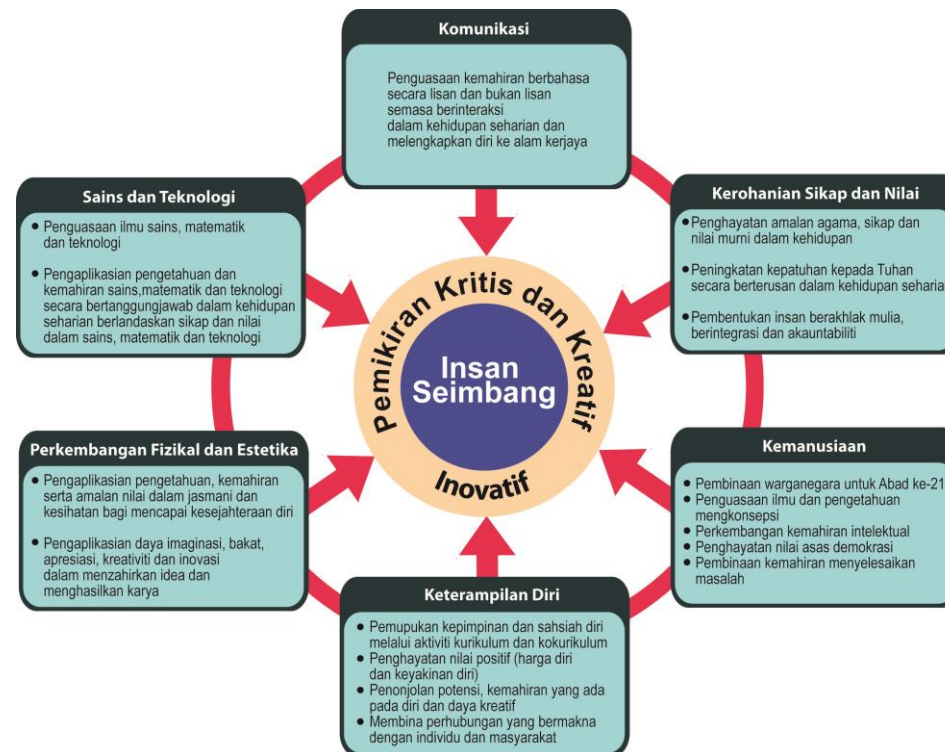 Komunikasi
Penguasaan kemahiran berbahasa
secara lisan dan bukan lisan
semasa berinteraksi
dalam kehidupan seharian dan
melengkapkan diri ke alam kerjaya
Sains dan Teknologi
● Penguasaan ilmu sains, matematik
dan teknologi
● Pengaplikasian pengetahuan dan
kemahiran sains,matematik dan teknologi
secara bertanggungjawab dalam kehidupan
seharian berlandaskan sikap dan nilai
dalam sains, matematik dan teknologi
Kerohanian Sikap dan Nilai
● Penghayatan amalan agama, sikap dan
nilai murni dalam kehidupan
● Peningkatan kepatuhan kepada Tuhan
secara berterusan dalam kehidupan seharian
● Pembentukan insan berakhlak mulia,
berintegrasi dan akauntabiliti
Pemikiran Kritis dan Kreatif
Insan
Seimbang
Inovatif
Perkembangan Fizikal dan Estetika
● Pengaplikasian pengetahuan, kemahiran
serta amalan nilai dalam jasmani dan
kesihatan bagi mencapai kesejahteraan diri
● Pengaplikasian daya imaginasi, bakat,
apresiasi, kreativiti dan inovasi
dalam menzahirkan idea dan
menghasilkan karya
Kemanusiaan
● Pembinaan warganegara untuk Abad ke-21
● Penguasaan ilmu dan pengetahuan
mengkonsepsi
● Perkembangan kemahiran intelektual
● Penghayatan nilai asas demokrasi
● Pembinaan kemahiran menyelesaikan
masalah
Keterampilan Diri
● Pemupukan kepimpinan dan sahsiah diri
melalui aktiviti kurikulum dan kokurikulum
● Penghayatan nilai positif (harga diri
dan keyakinan diri)
● Penonjolan potensi, kemahiran yang ada
pada diri dan daya kreatif
● Membina perhubungan yang bermakna
dengan individu dan masyarakat